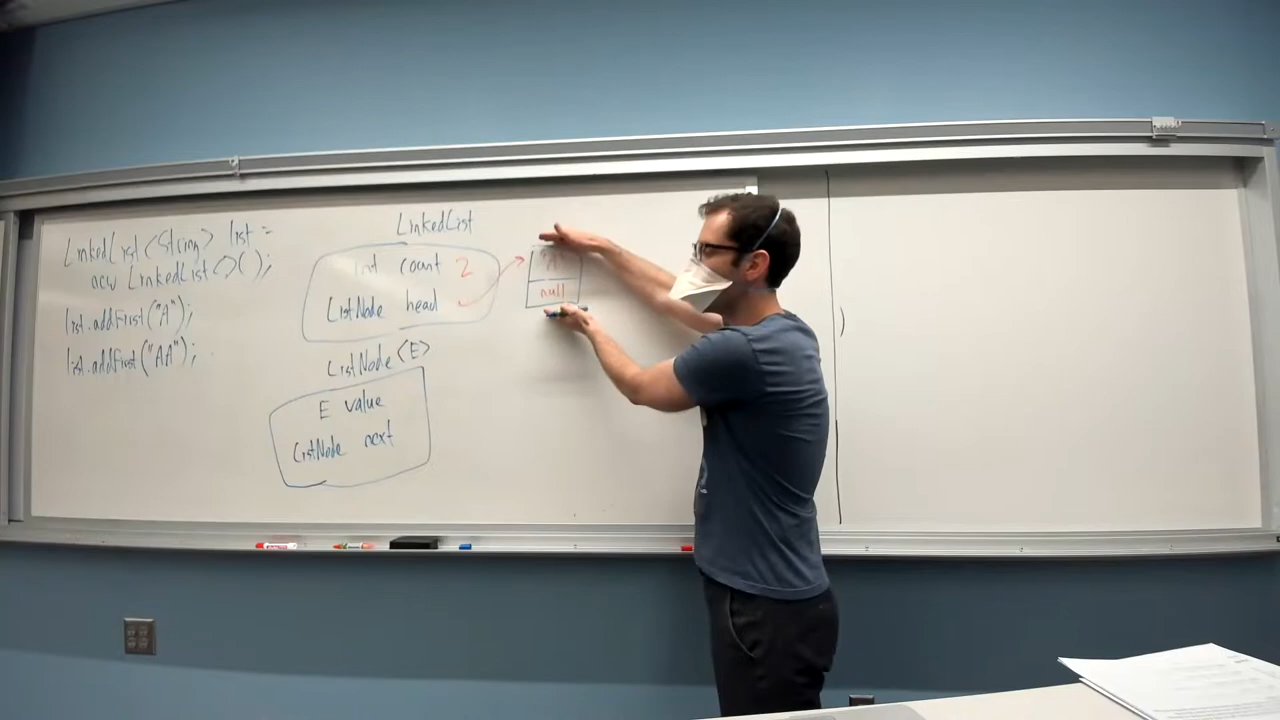 LinkedList<String> list =
new LinkedList<>();
list.addFirst("A");
list.addFirst("AA");
LinkedList
int count 2
ListNode head
ListNode<E>
E value
ListNode next
"A"
null